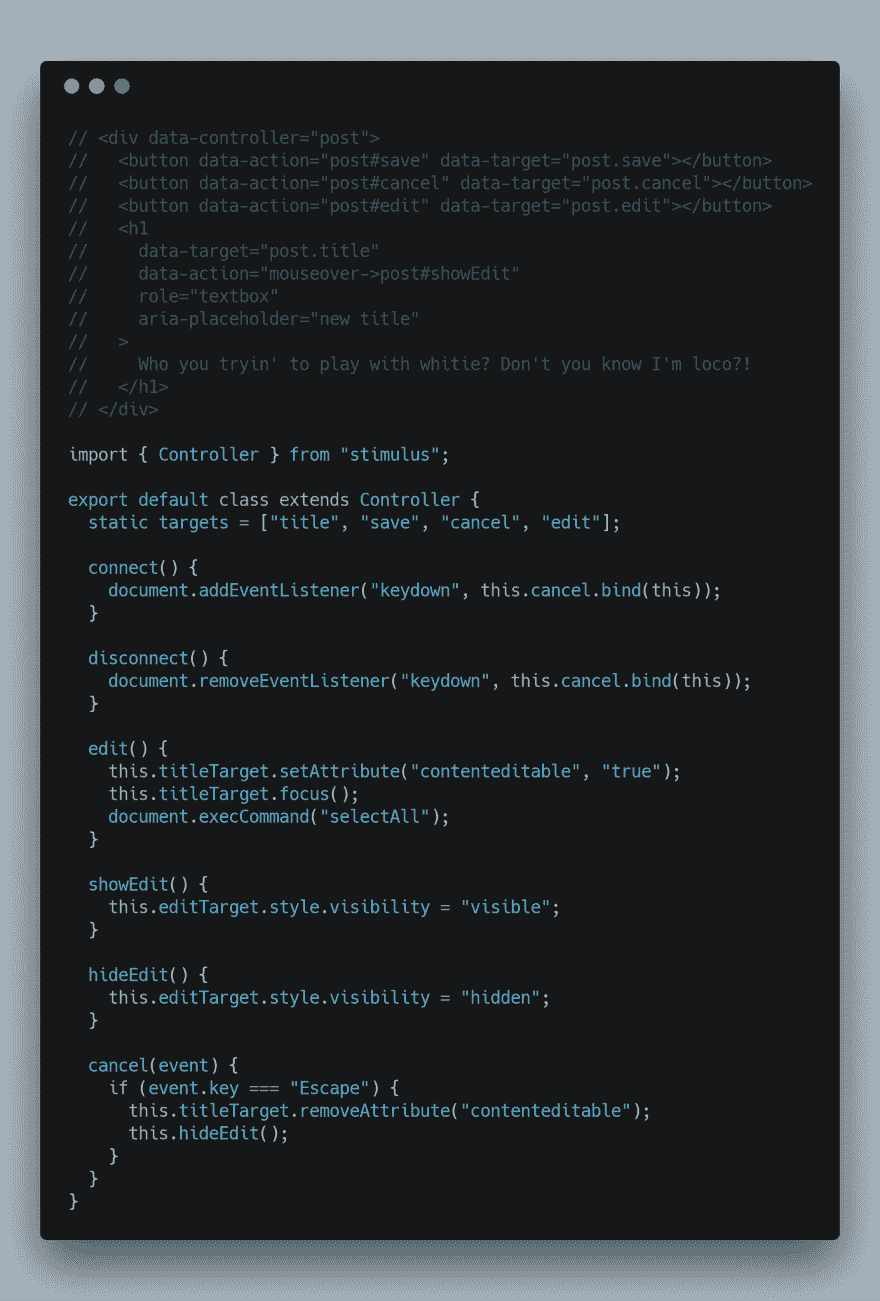 // <div data-controller="post">
//   <button data-action="post#save" data-target="post.save"></button>
//   <button data-action="post#cancel" data-target="post.cancel"></button>
//   <button data-action="post#edit" data-target="post.edit"></button>
//   <h1
//     data-target="post.title"
//     data-action="mouseover->post#showEdit"
//     role="textbox"
//     aria-placeholder="new title"
//   >
//     Who you tryin' to play with whitie? Don't you know I'm loco?!
//   </h1>
// </div>

import { Controller } from "stimulus";

export default class extends Controller {
  static targets = ["title", "save", "cancel", "edit"];

  connect() {
    document.addEventListener("keydown", this.cancel.bind(this));
  }

  disconnect() {
    document.removeEventListener("keydown", this.cancel.bind(this));
  }

  edit() {
    this.titleTarget.setAttribute("contenteditable", "true");
    this.titleTarget.focus();
    document.execCommand("selectAll");
  }

  showEdit() {
    this.editTarget.style.visibility = "visible";
  }

  hideEdit() {
    this.editTarget.style.visibility = "hidden";
  }

  cancel(event) {
    if (event.key === "Escape") {
      this.titleTarget.removeAttribute("contenteditable");
      this.hideEdit();
    }
  }
}